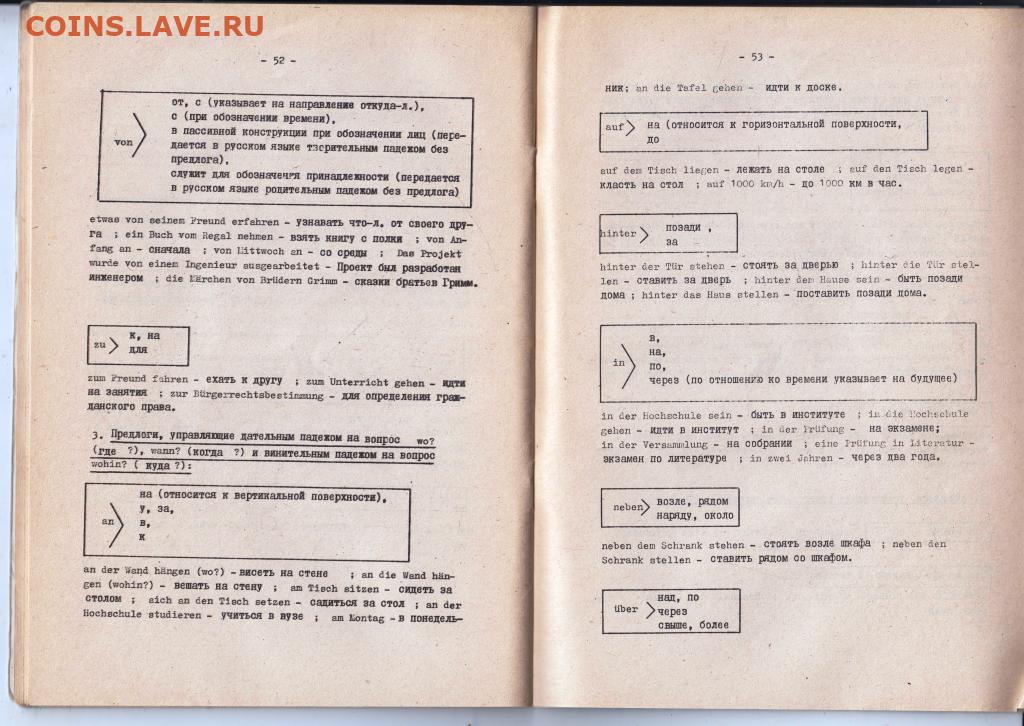 COINS.LAVE.RU
- 52 -
от, с (указывает на направление откуда-л.),
с (при обозначении времени),
в пассивной конструкции при обозначении лиц (пере-
von
дается в русском языке тзорительным падежом без
предлога),
служит для обозначения принадлежности (передается
в русском языке родительным падежом без предлога)
etwas von seinem Freund erfahren - узнавать что-л. от своего дру-
га ; ein Buch vom Regal nehmen - взять книгу с полки ; von An-
fang an - сначала ; von Mittwoch an - со среды ; Das Projekt
wurde von einem Ingenieur ausgearbeitet - Проект был разработан
инженером ; die Märchen von Brüdern Grimm - сказки братьев Гримм.
к, на
zu
для
zum Freund fahren - ехать к другу ; zum Unterricht gehen - идти
на занятия ; zur Bürgerrechtsbestimmung - для определения граж-
данского права.
3. Предлоги, управляющие дательным падежом на вопрос wo?
(где ?), wann? (когда ?) и винительным падежом на вопрос
wohin? ( куда ?):
на (относится к вертикальной поверхности),
у, за,
an
в,
к
an der Wand hängen (wo?) - висеть на стене ; an die Wand hän-
gen (wohin?) - вешать на стену ; am Tisch sitzen - сидеть за
столом ; sich an den Tisch setzen - садиться за стол ; an der
Hochschule studieren - учиться в вузе ; am Montag - в понедель-
- 53 -
ник; an die Tafel gehen - идти к доске.
auf на (относится к горизонтальной поверхности,
до
auf dem Tisch liegen - лежать на столе ; auf den Tisch legen -
класть на стол ; auf 1000 km/h - до 1000 км в час.
позади ,
hinter
за
hinter der Tür stehen - стоять за дверью ; hinter die Tür stel-
len - ставить за дверь ; hinter dem Hause sein - быть позади
дома ; hinter das Haus stellen - поставить позади дома.
в,
на,
in
по,
через (по отношению ко времени указывает на будущее)
in der Hochschule sein - быть в институте ; in die Hochschule
gehen - идти в институт ; in der Prüfung - на экзамене;
in der Versammlung - на собрании ; eine Prüfung in Literatur -
экзамен по литературе ; in zwei Jahren - через два года.
возле, рядом
neben
наряду, около
neben dem Schrank stehen - стоять возле шкафа ; neben den
Schrank stellen - ставить рядом со шкафом.
над, по
über
через
свыше, более